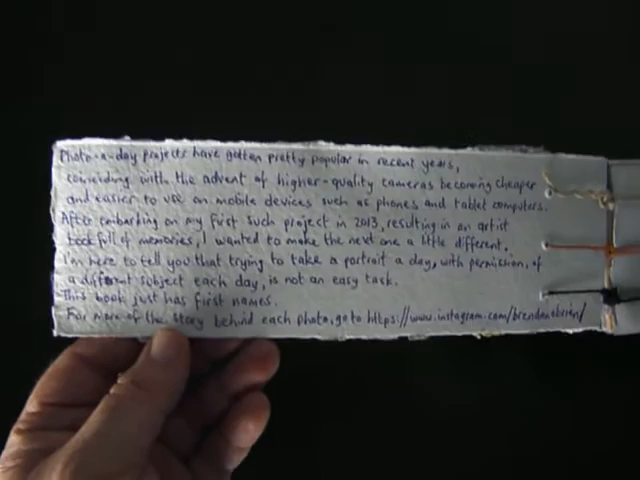 Photo-a-day projects have gotten pretty popular in recent years,
coinciding with the advent of higher-quality cameras becoming cheaper
and easier to use on mobile devices such as phones and tablet computers.
After embarking on my first such project in 2013, resulting in an artist
book full of memories, I wanted to make the next one a little different.
I'm here to tell you that trying to take a portrait a day, with permission, of
a different subject each day, is not an easy task.
This book just has first names.
For more of the story behind each photo, go to https://www.instagram.com/brendanobrien/